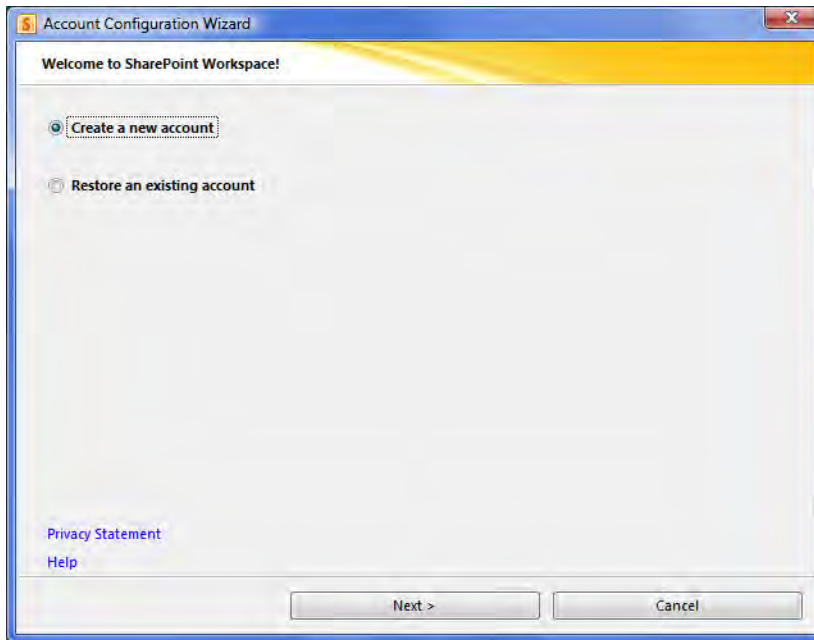 Account Configuration Wizard
Welcome to SharePoint Workspace!
Create a new account
Restore an existing account
Privacy Statement
Help
Next >
Cancel